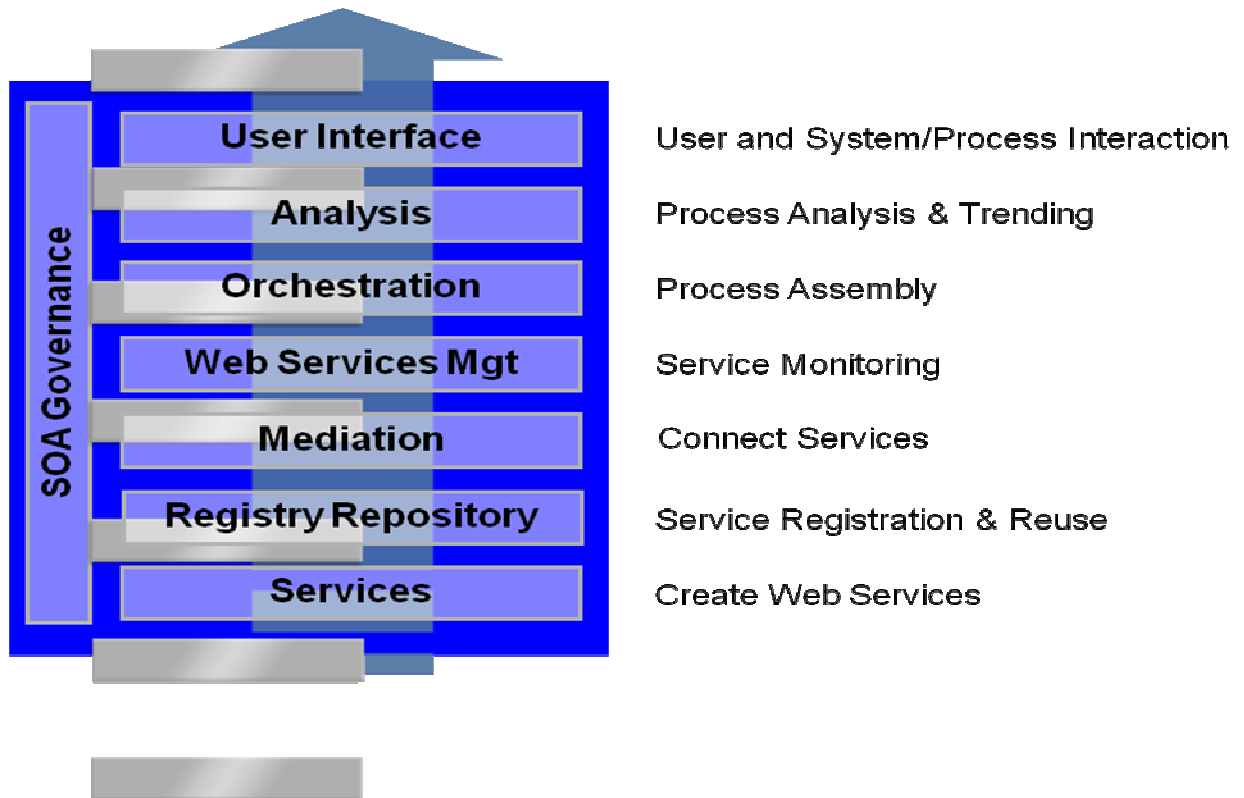 SOA Governance
User Interface
User and System/Process Interaction
Analysis
Process Analysis & Trending
Orchestration
Process Assembly
Web Services Mgt
Service Monitoring
Mediation
Connect Services
Registry Repository
Service Registration & Reuse
Services
Create Web Services